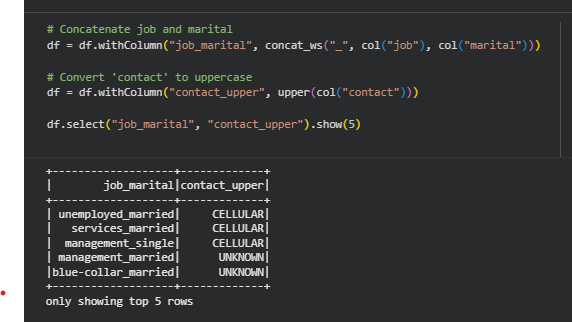 # Concatenate job and marital
df = df.withColumn("job_marital", concat_ws("_", col("job"), col("marital")))
# Convert 'contact' to uppercase
df = df.withColumn("contact_upper", upper(col("contact")))
df.select("job_marital", "contact_upper").show(5)
+-------------------+-------------+
|        job_marital|contact_upper|
+-------------------+-------------+
| unemployed_married|     CELLULAR|
|   services_married|     CELLULAR|
|  management_single|     CELLULAR|
| management_married|      UNKNOWN|
|blue-collar_married|      UNKNOWN|
+-------------------+-------------+
only showing top 5 rows